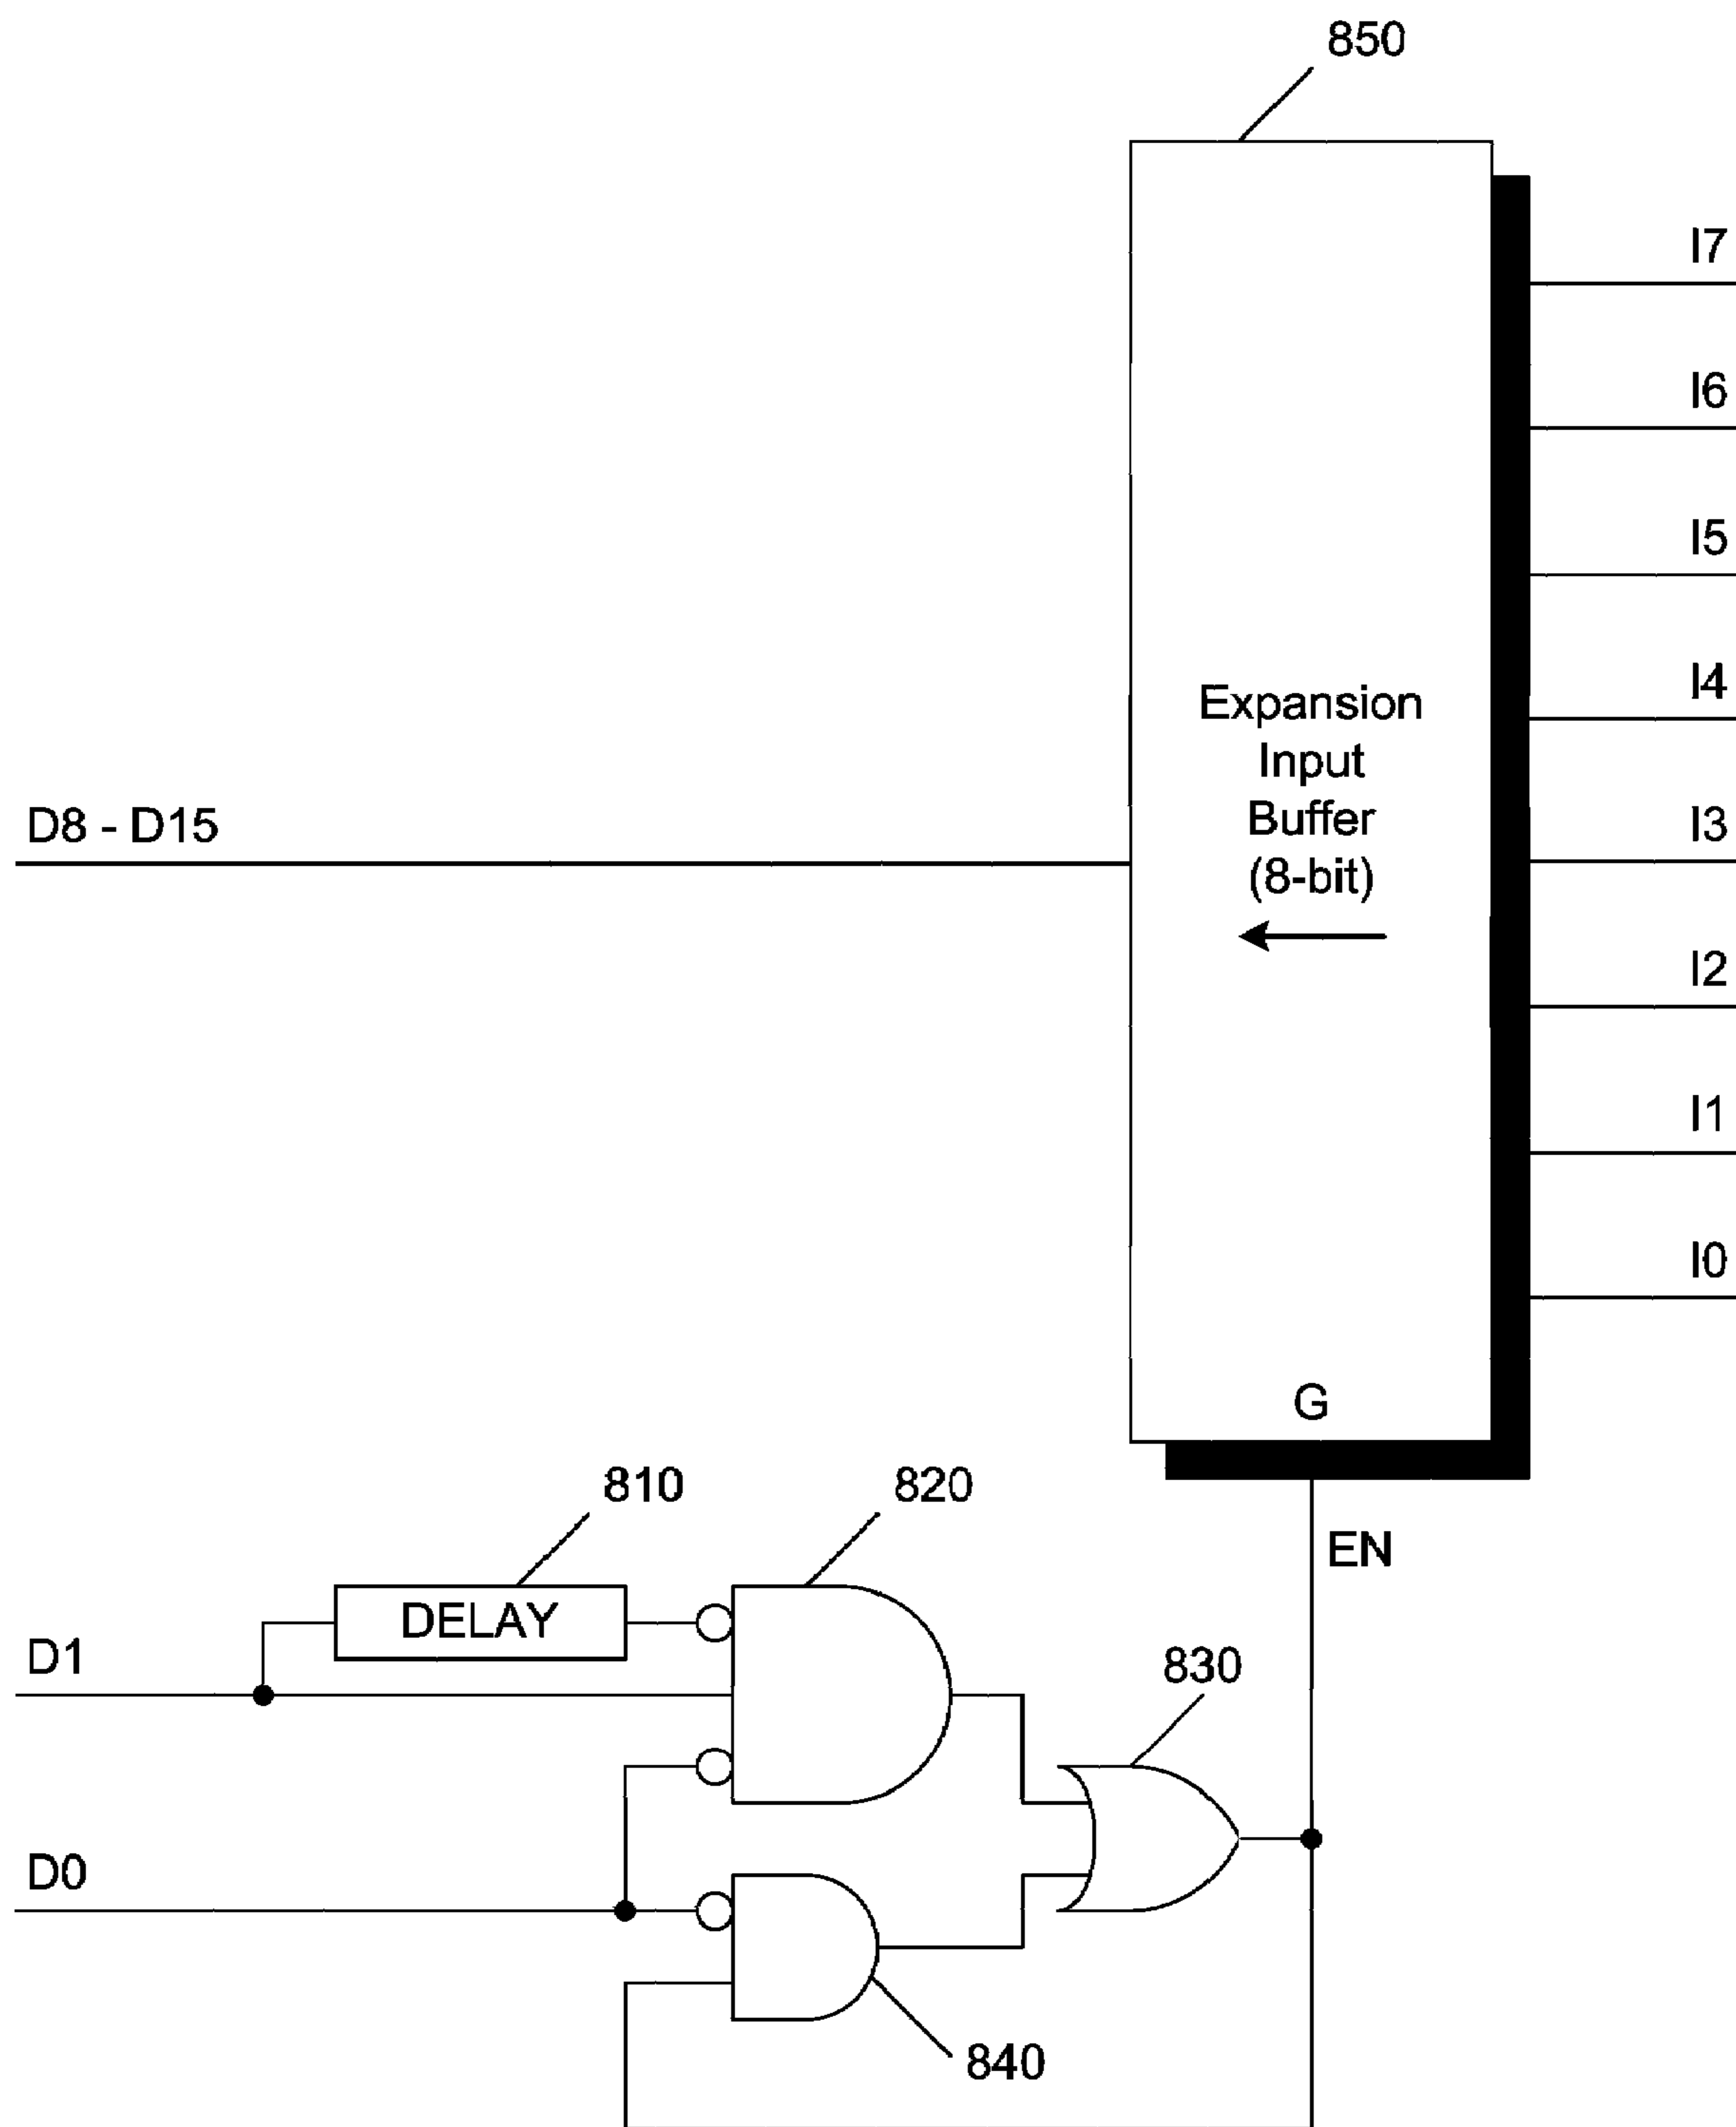 850
I7
I6
I5
I4
Expansion
Input
Buffer
(8-bit)
D8 - D15
I3
I2
I1
I0
G
810
820
EN
DELAY
D1
830
D0
840